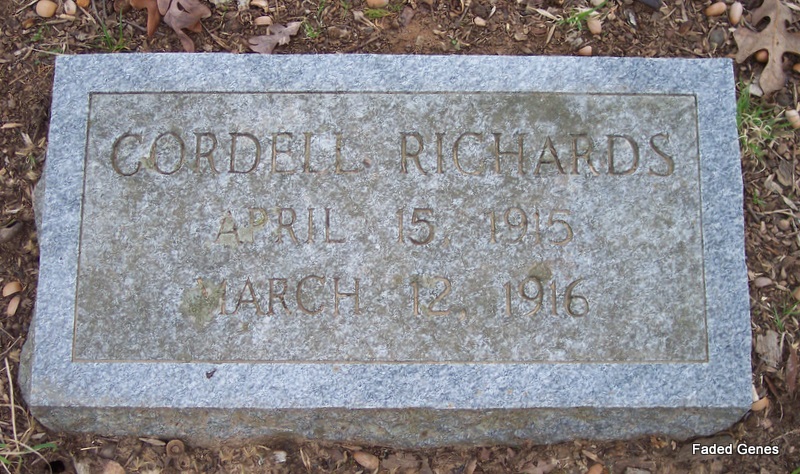 CORDELL RICHARDS
APRIL 15, 1915
MARCH 12, 1916
Faded Genes